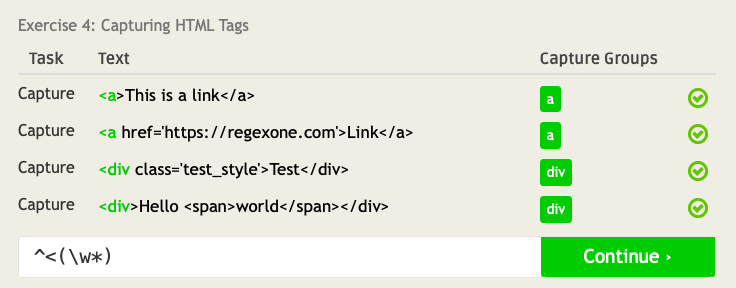 Exercise 4: Capturing HTML Tags
Task Text Capture Groups
Capture <a>This is a link</a> a
Capture <a href='https://regexone.com'>Link</a> a
Capture <div class='test_style'>Test</div> div
Capture <div>Hello <span>world</span></div> div
^<(\w*) Continue ›